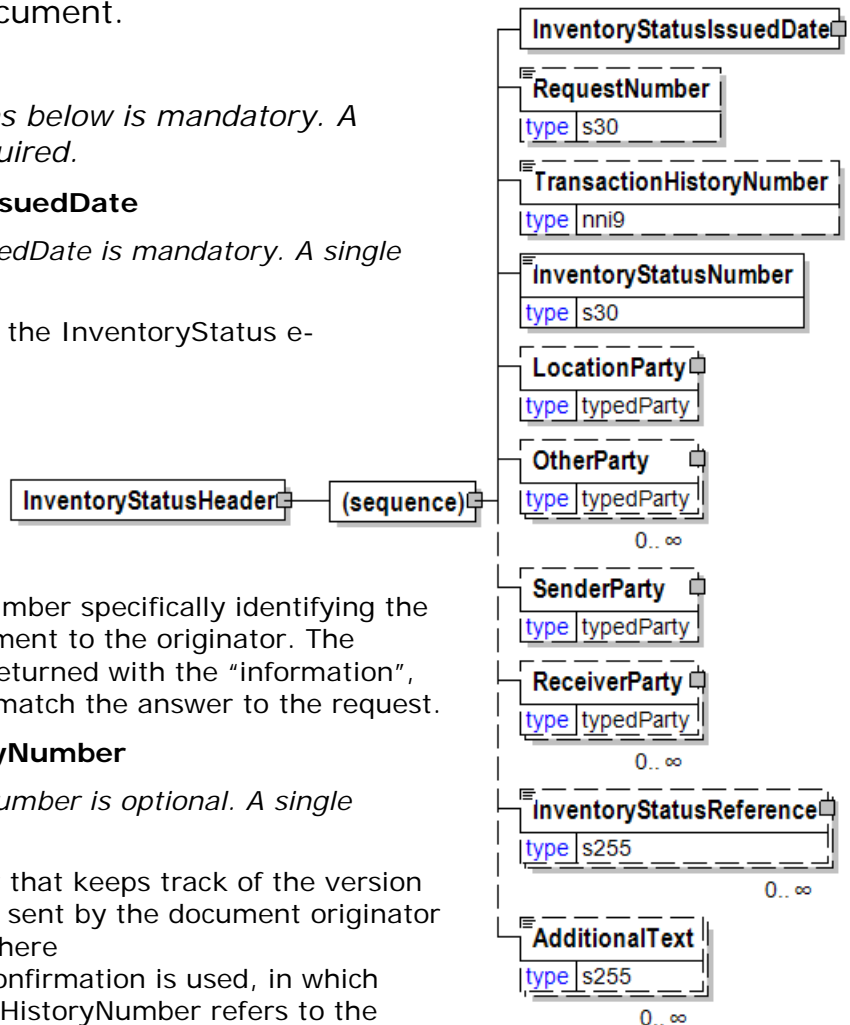 cument.
s below is mandatory. A
uired.
ssuedDate
edDate is mandatory. A single
the InventoryStatus e-
umber specifically identifying the
ment to the originator. The
eturned with the “information”,
match the answer to the request.
yNumber
umber is optional. A single
that keeps track of the version
sent by the document originator
here
onfirmation is used, in which
HistoryNumber refers to the
InventoryStatusHeader
(sequence)
InventoryStatusIssuedDate
RequestNumber
type s30
TransactionHistoryNumber
type nni9
InventoryStatusNumber
type s30
LocationParty
type typedParty
OtherParty
type typedParty
0.. ∞
SenderParty
type typedParty
ReceiverParty
type typedParty
0.. ∞
InventoryStatusReference
type s255
0.. ∞
AdditionalText
type s255
0.. ∞